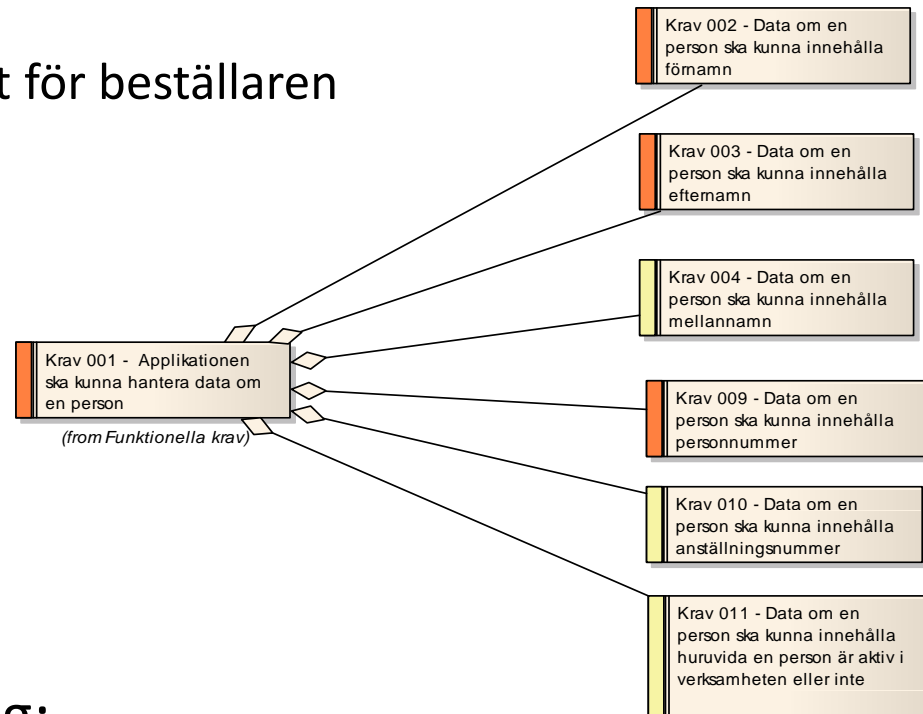 t för beställaren
Krav 002 - Data om en
person ska kunna innehålla
förnamn
Krav 003 - Data om en
person ska kunna innehålla
efternamn
Krav 004 - Data om en
person ska kunna innehålla
mellannamn
Krav 001 - Applikationen
ska kunna hantera data om
en person
(from Funktionella krav)
Krav 009 - Data om en
person ska kunna innehålla
personnummer
Krav 010 - Data om en
person ska kunna innehålla
anställningsnummer
Krav 011 - Data om en
person ska kunna innehålla
huruvida en person är aktiv i
verksamheten eller inte